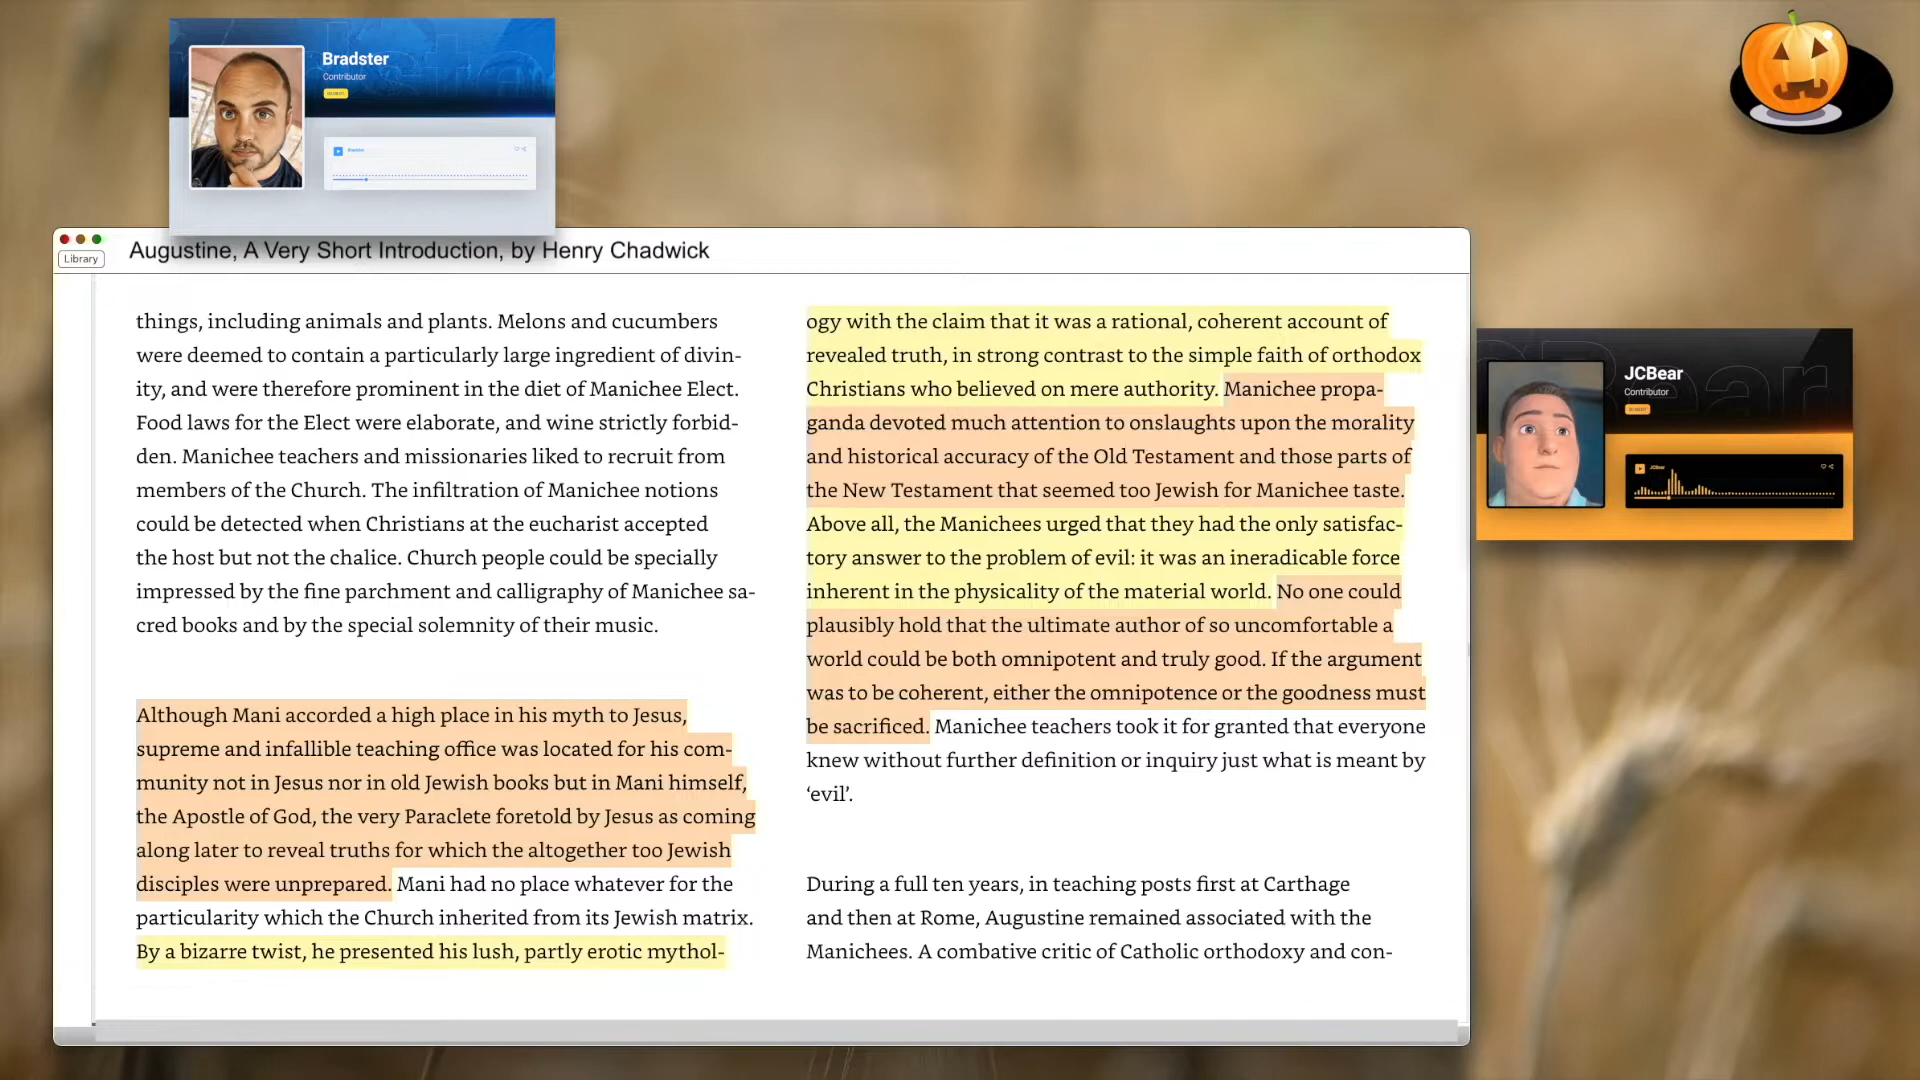 Bradster
Contributor
Bradster
Library
Augustine, A Very Short Introduction, by Henry Chadwick
things, including animals and plants. Melons and cucumbers
were deemed to contain a particularly large ingredient of divin-
ity, and were therefore prominent in the diet of Manichee Elect.
Food laws for the Elect were elaborate, and wine strictly forbid-
den. Manichee teachers and missionaries liked to recruit from
members of the Church. The infiltration of Manichee notions
could be detected when Christians at the eucharist accepted
the host but not the chalice. Church people could be specially
impressed by the fine parchment and calligraphy of Manichee sa-
cred books and by the special solemnity of their music.
Although Mani accorded a high place in his myth to Jesus,
supreme and infallible teaching office was located for his com-
munity not in Jesus nor in old Jewish books but in Mani himself,
the Apostle of God, the very Paraclete foretold by Jesus as coming
along later to reveal truths for which the altogether too Jewish
disciples were unprepared. Mani had no place whatever for the
particularity which the Church inherited from its Jewish matrix.
By a bizarre twist, he presented his lush, partly erotic mythol-
ogy with the claim that it was a rational, coherent account of
revealed truth, in strong contrast to the simple faith of orthodox
Christians who believed on mere authority. Manichee propa-
ganda devoted much attention to onslaughts upon the morality
and historical accuracy of the Old Testament and those parts of
the New Testament that seemed too Jewish for Manichee taste.
Above all, the Manichees urged that they had the only satisfac-
tory answer to the problem of evil: it was an ineradicable force
inherent in the physicality of the material world. No one could
plausibly hold that the ultimate author of so uncomfortable a
world could be both omnipotent and truly good. If the argument
was to be coherent, either the omnipotence or the goodness must
be sacrificed. Manichee teachers took it for granted that everyone
knew without further definition or inquiry just what is meant by
‘evil’.
During a full ten years, in teaching posts first at Carthage
and then at Rome, Augustine remained associated with the
Manichees. A combative critic of Catholic orthodoxy and con-
JCBear
Contributor
JCBear